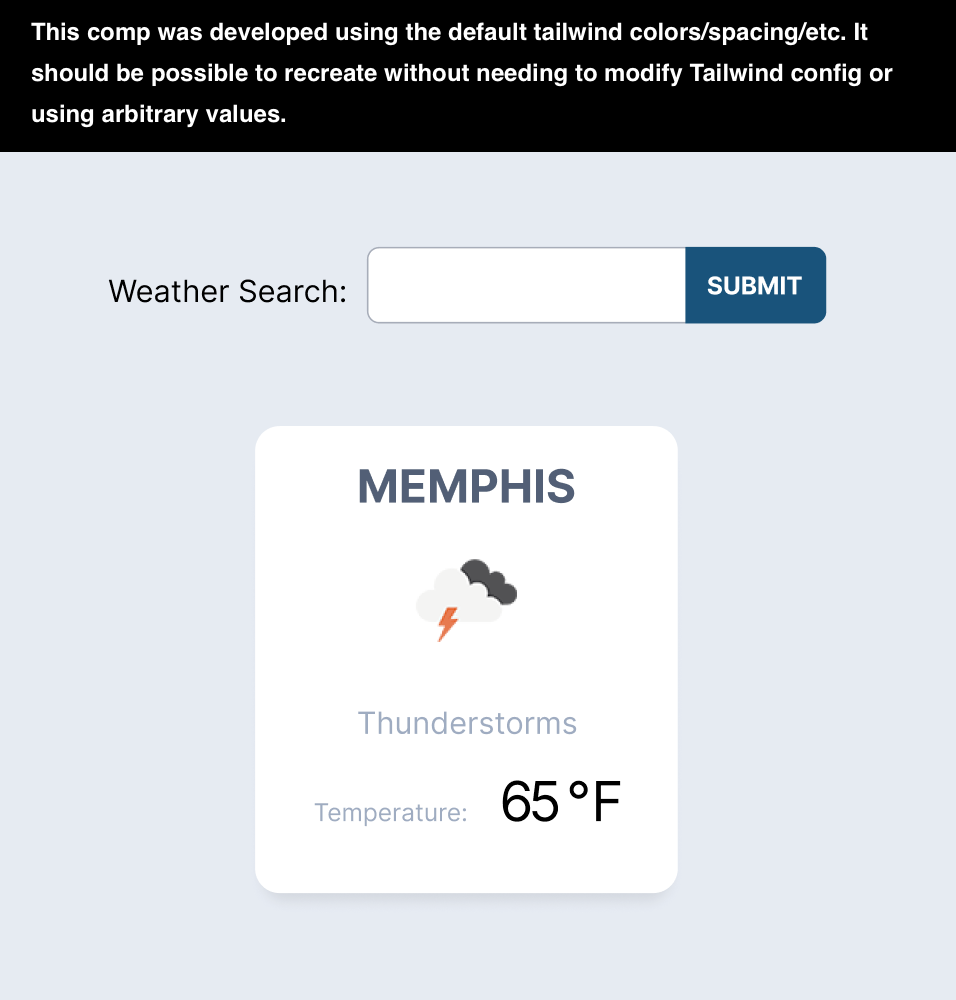 This comp was developed using the default tailwind colors/spacing/etc. It
should be possible to recreate without needing to modify Tailwind config or
using arbitrary values.
Weather Search:
SUBMIT
MEMPHIS
Thunderstorms
Temperature: 65°F